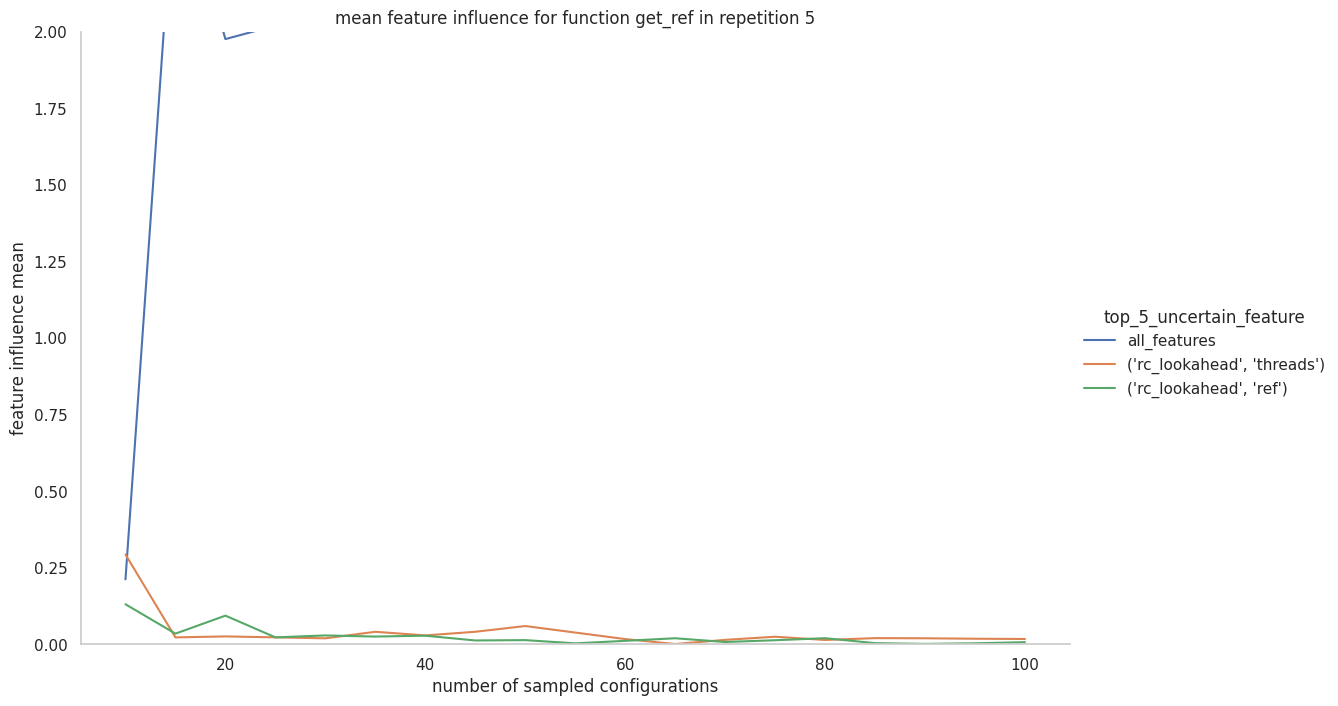 mean feature influence for function get_ref in repetition 5
feature influence mean
2.00
1.75
1.50
1.25
1.00
0.75
0.50
0.25
0.00
20
40
60
80
100
number of sampled configurations
top_5_uncertain_feature
all_features
('rc_lookahead', 'threads')
('rc_lookahead', 'ref')